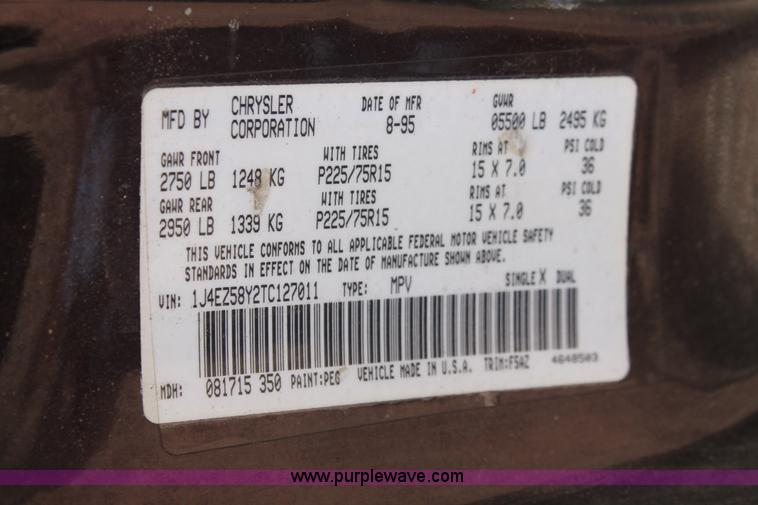 MFD BY CHRYSLER CORPORATION DATE OF MFR 8-95 GVWR 05500 LB 2495 KG
GAWR FRONT WITH TIRES RIMS AT PSI COLD
2750 LB 1248 KG P225/75R15 15 X 7.0 36
GAWR REAR WITH TIRES RIMS AT PSI COLD
2950 LB 1339 KG P225/75R15 15 X 7.0 36
THIS VEHICLE CONFORMS TO ALL APPLICABLE FEDERAL MOTOR VEHICLE SAFETY
STANDARDS IN EFFECT ON THE DATE OF MANUFACTURE SHOWN ABOVE.
VIN: 1J4EZ58Y2TC127011 TYPE: MPV SINGLE X DUAL
MDH: 081715 350 PAINT:PEG VEHICLE MADE IN U.S.A. TRIM:F5AZ 4648503
www.purplewave.com